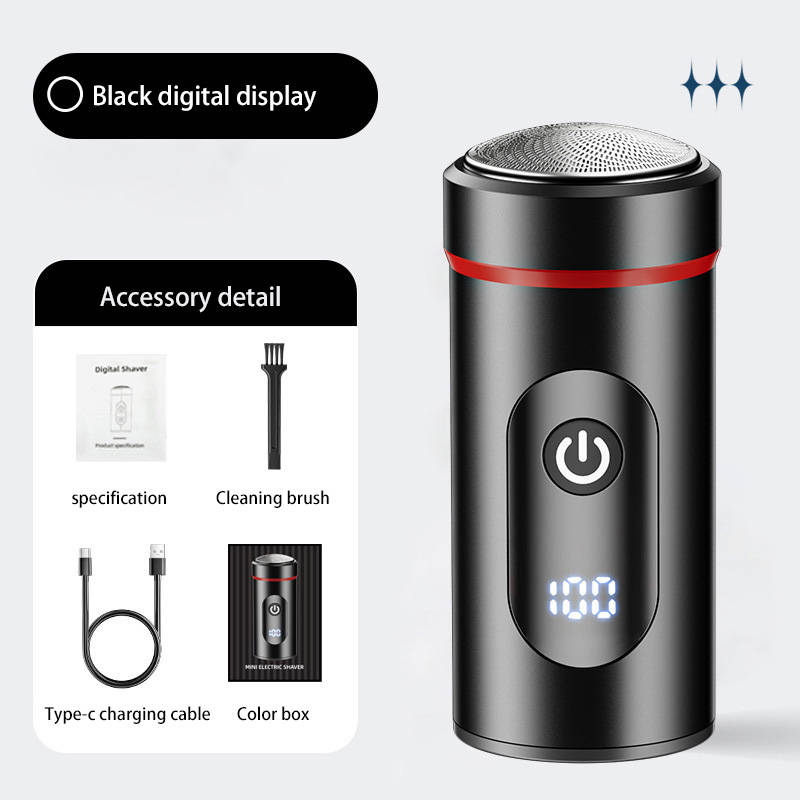 Black digital display
Accessory detail
Digital Shaver
Product specification
specification
Cleaning brush
100
MINI ELECTRIC SHAVER
Type-c charging cable
Color box
100